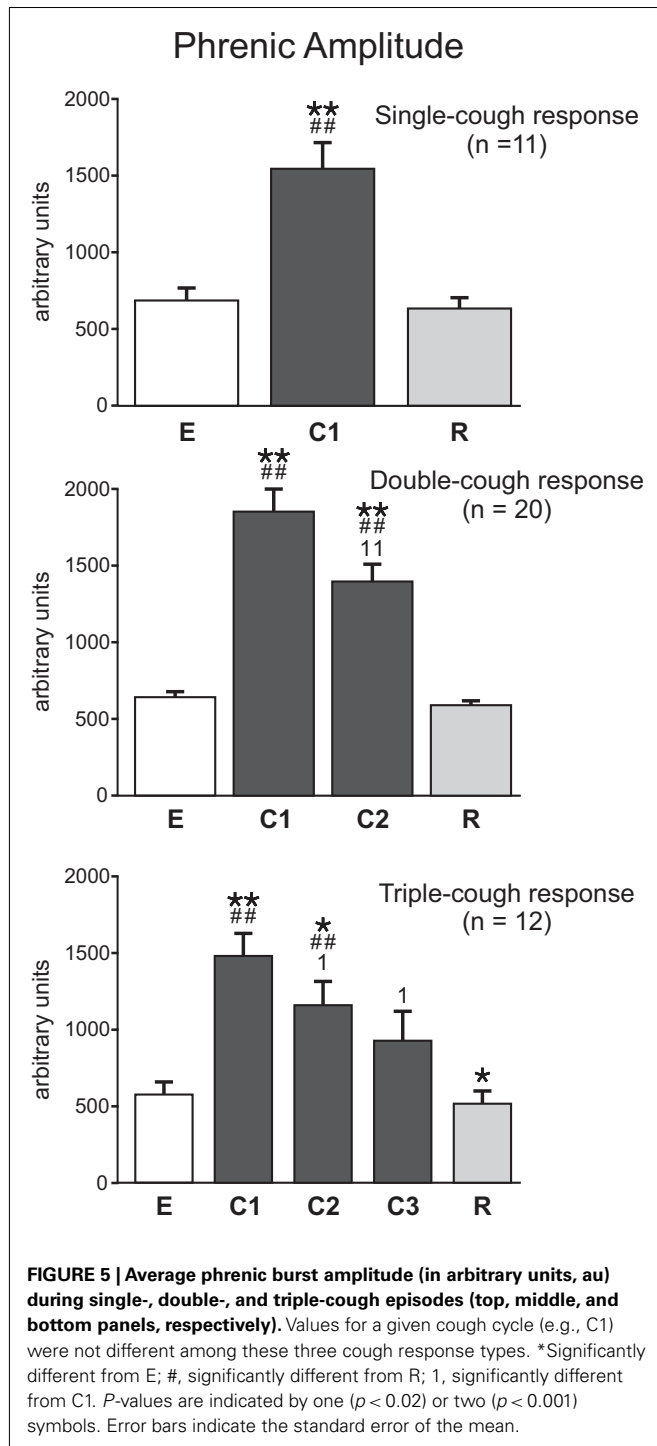 Phrenic Amplitude
2000
1500
1000
500
0
arbitrary units
**
##
Single-cough response
(n =11)
E C1 R
2000
1500
1000
500
0
arbitrary units
**
##
**
##
11
Double-cough response
(n = 20)
E C1 C2 R
2000
1500
1000
500
0
arbitrary units
**
##
*
##
1
1
*
Triple-cough response
(n = 12)
E C1 C2 C3 R
FIGURE 5 | Average phrenic burst amplitude (in arbitrary units, au)
during single-, double-, and triple-cough episodes (top, middle, and
bottom panels, respectively). Values for a given cough cycle (e.g., C1)
were not different among these three cough response types. *Significantly
different from E; #, significantly different from R; 1, significantly different
from C1. P-values are indicated by one (p < 0.02) or two (p < 0.001)
symbols. Error bars indicate the standard error of the mean.